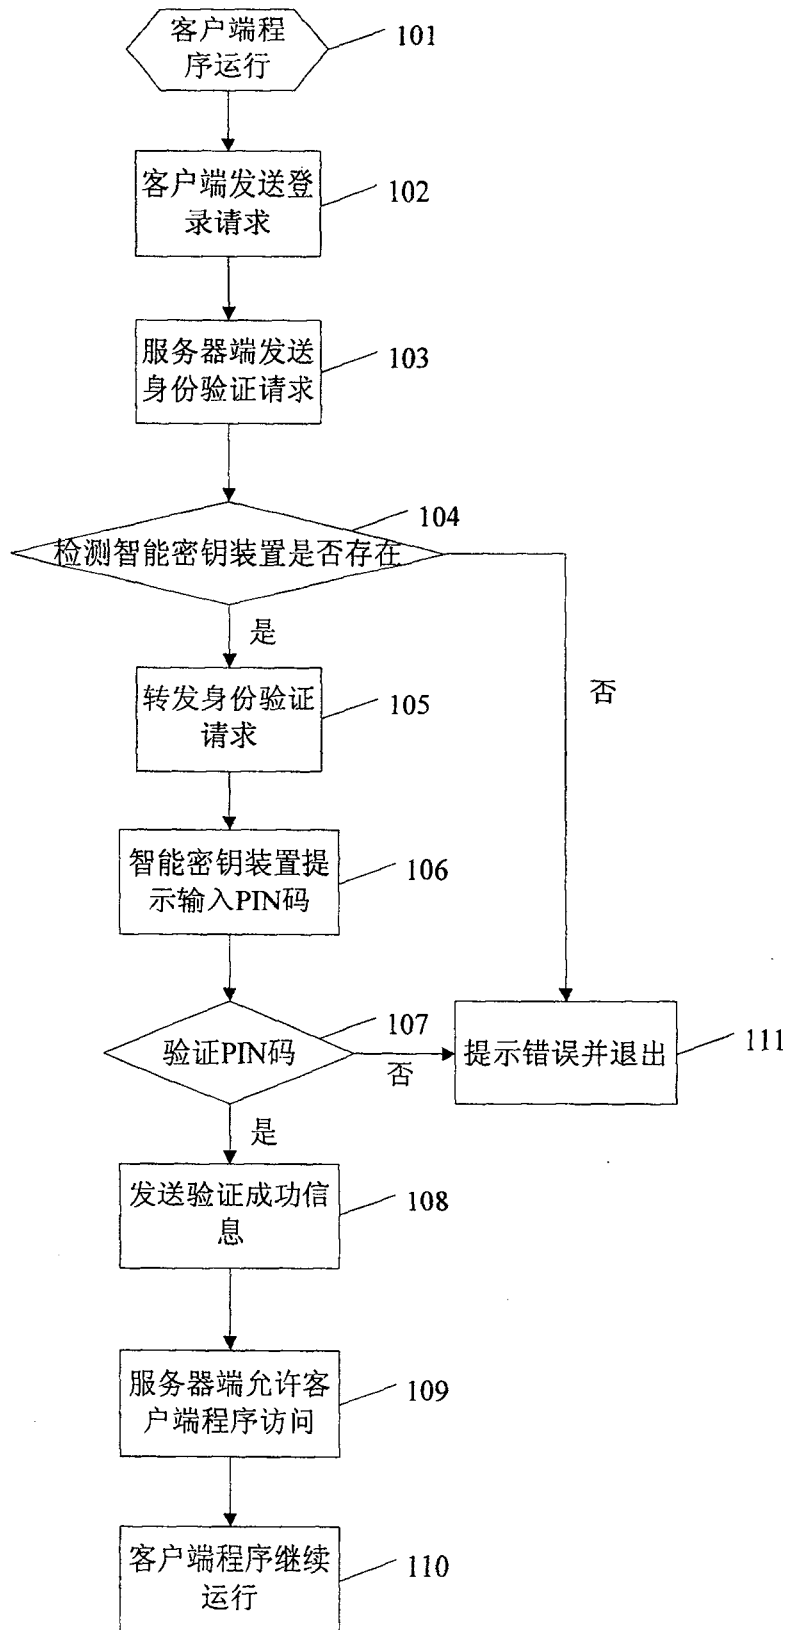 客户端程
序运行
101
客户端发送登
录请求
102
服务器端发送
身份验证请求
103
检测智能密钥装置是否存在
104
是
否
转发身份验证
请求
105
智能密钥装置提
示输入PIN码
106
验证PIN码
107
否
提示错误并退出
111
是
发送验证成功信
息
108
服务器端允许客
户端程序访问
109
客户端程序继续
运行
110